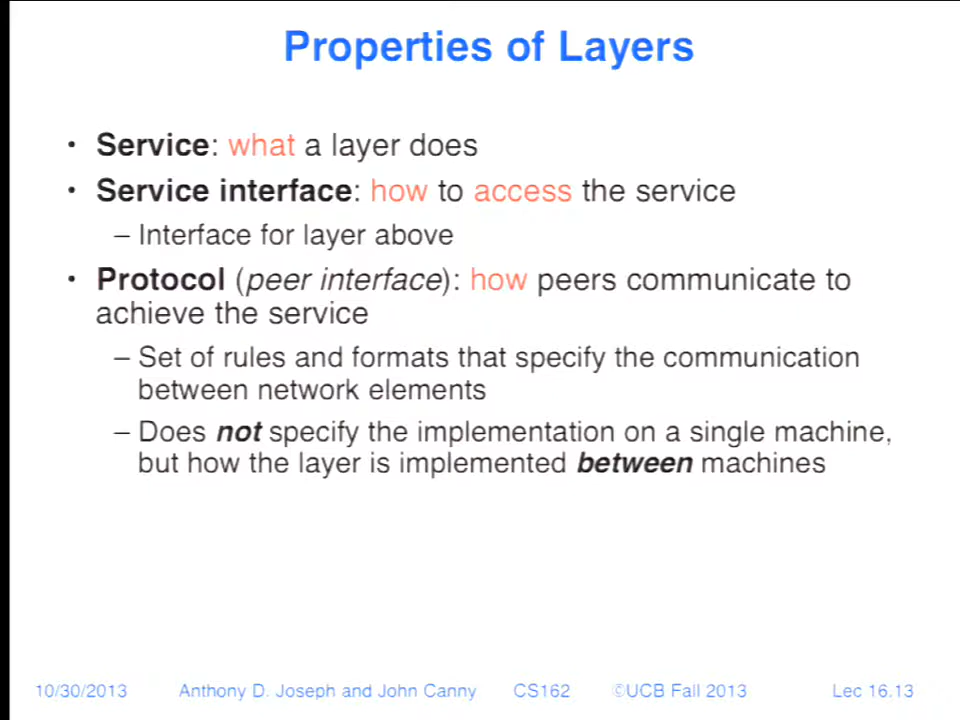 Properties of Layers
• Service: what a layer does
• Service interface: how to access the service
– Interface for layer above
• Protocol (peer interface): how peers communicate to
achieve the service
– Set of rules and formats that specify the communication
between network elements
– Does not specify the implementation on a single machine,
but how the layer is implemented between machines
10/30/2013 Anthony D. Joseph and John Canny CS162 ©UCB Fall 2013 Lec 16.13